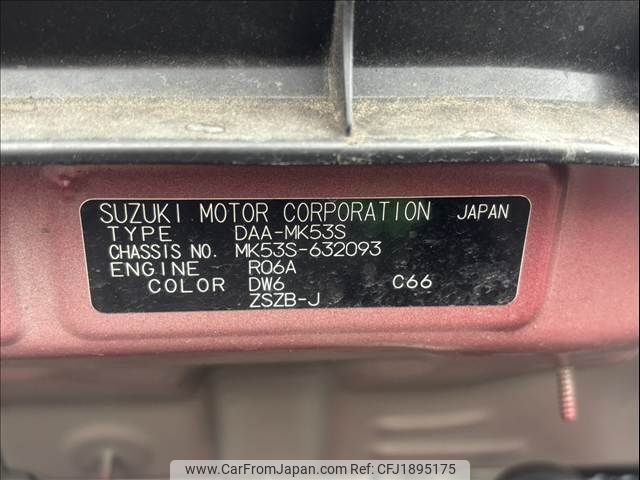 SUZUKI MOTOR CORPORATION JAPAN
TYPE DAA-MK53S
CHASSIS NO. MK53S-632093
ENGINE R06A
COLOR DW6 C66
ZSZB-J
www.CarFromJapan.com - Ref: CFJ1895175